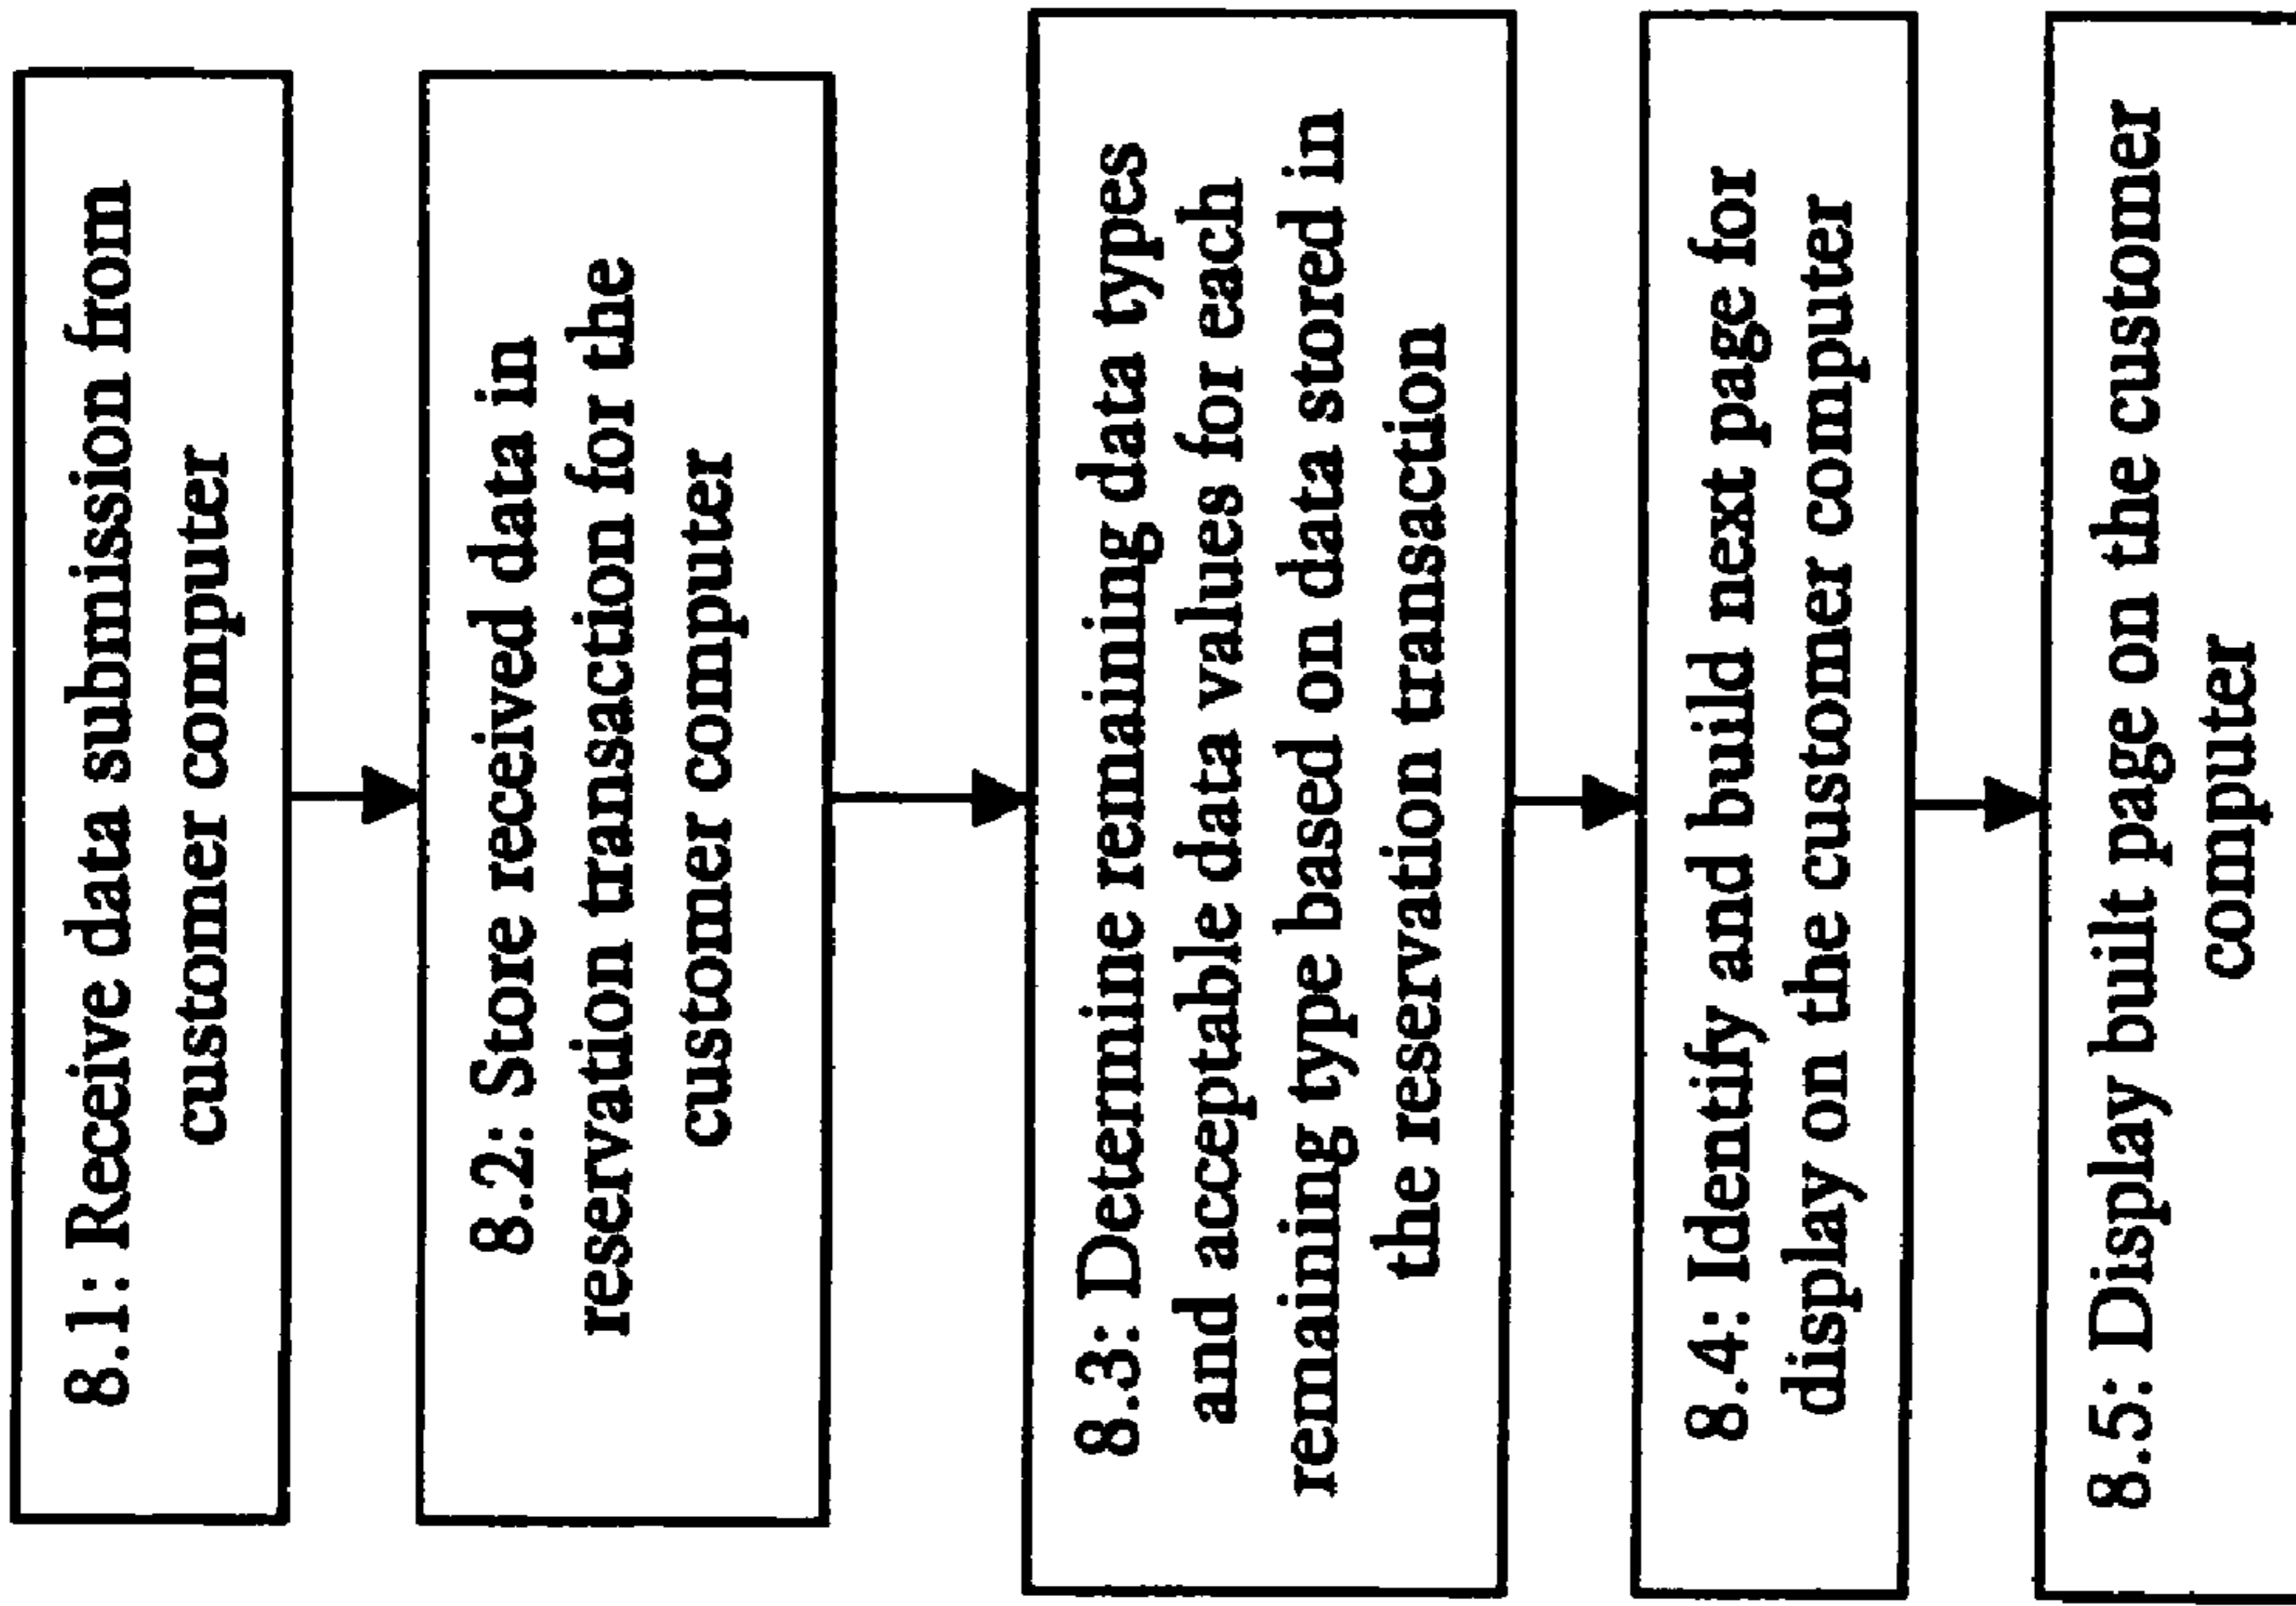 8.1: Receive data submission from
customer computer
8.2: Store received data in
reservation transaction for the
customer computer
8.3: Determine remaining data types
and acceptable data values for each
remaining type based on data stored in
the reservation transaction
8.4: Identify and build next page for
display on the customer computer
8.5: Display built page on the customer
computer